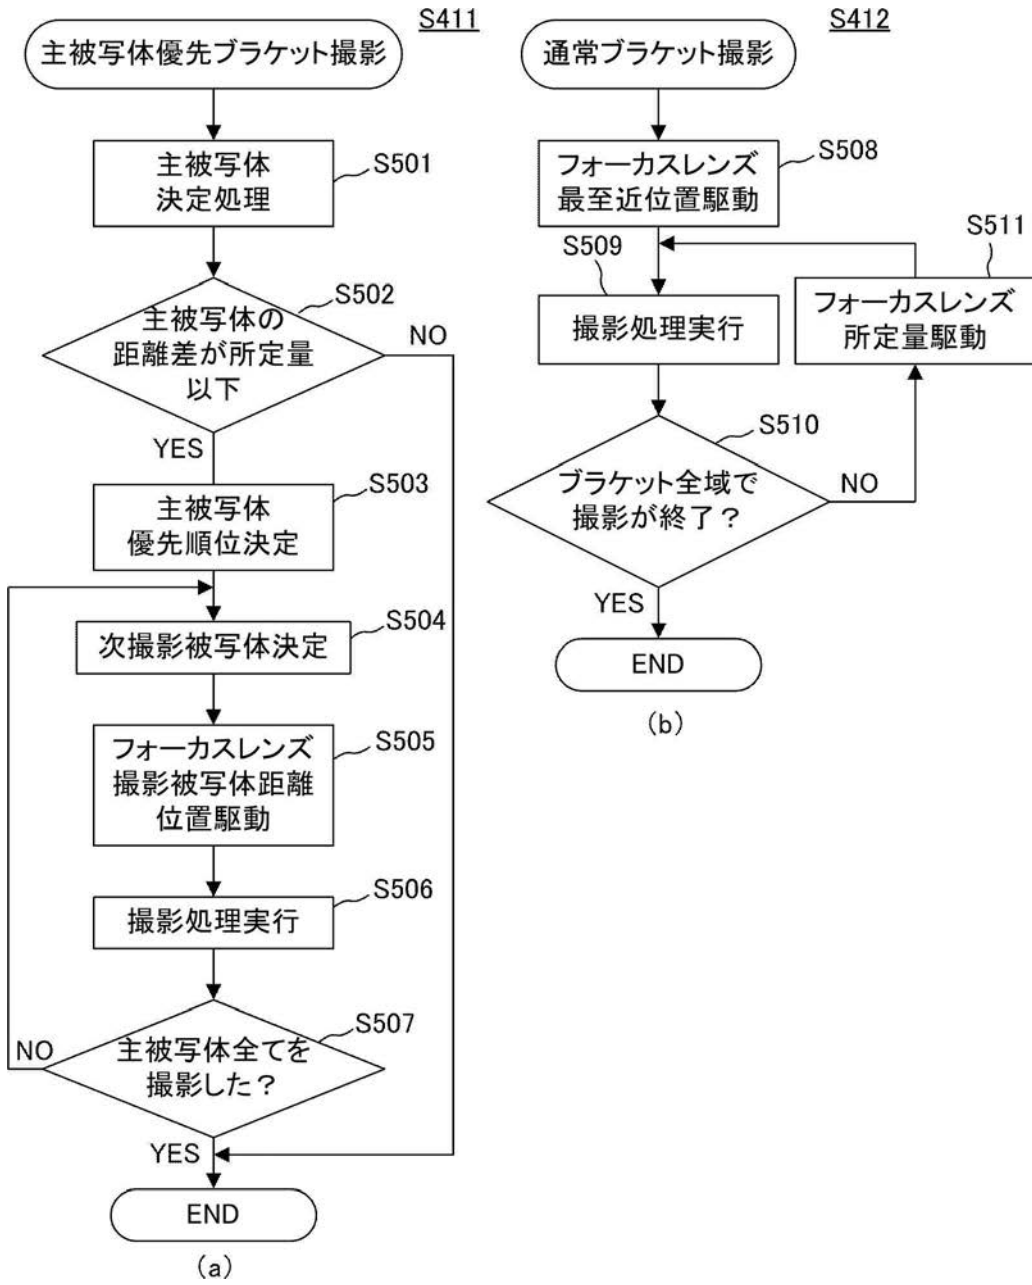 S411
主被写体優先ブラケット撮影
主被写体
決定処理
S501
主被写体の
距離差が所定量
以下
S502
NO
YES
主被写体
優先順位決定
S503
次撮影被写体決定
S504
フォーカスレンズ
撮影被写体距離
位置駆動
S505
撮影処理実行
S506
主被写体全てを
撮影した?
S507
NO
YES
END
(a)
S412
通常ブラケット撮影
フォーカスレンズ
最至近位置駆動
S508
S509
撮影処理実行
S511
フォーカスレンズ
所定量駆動
S510
ブラケット全域で
撮影が終了?
NO
YES
END
(b)